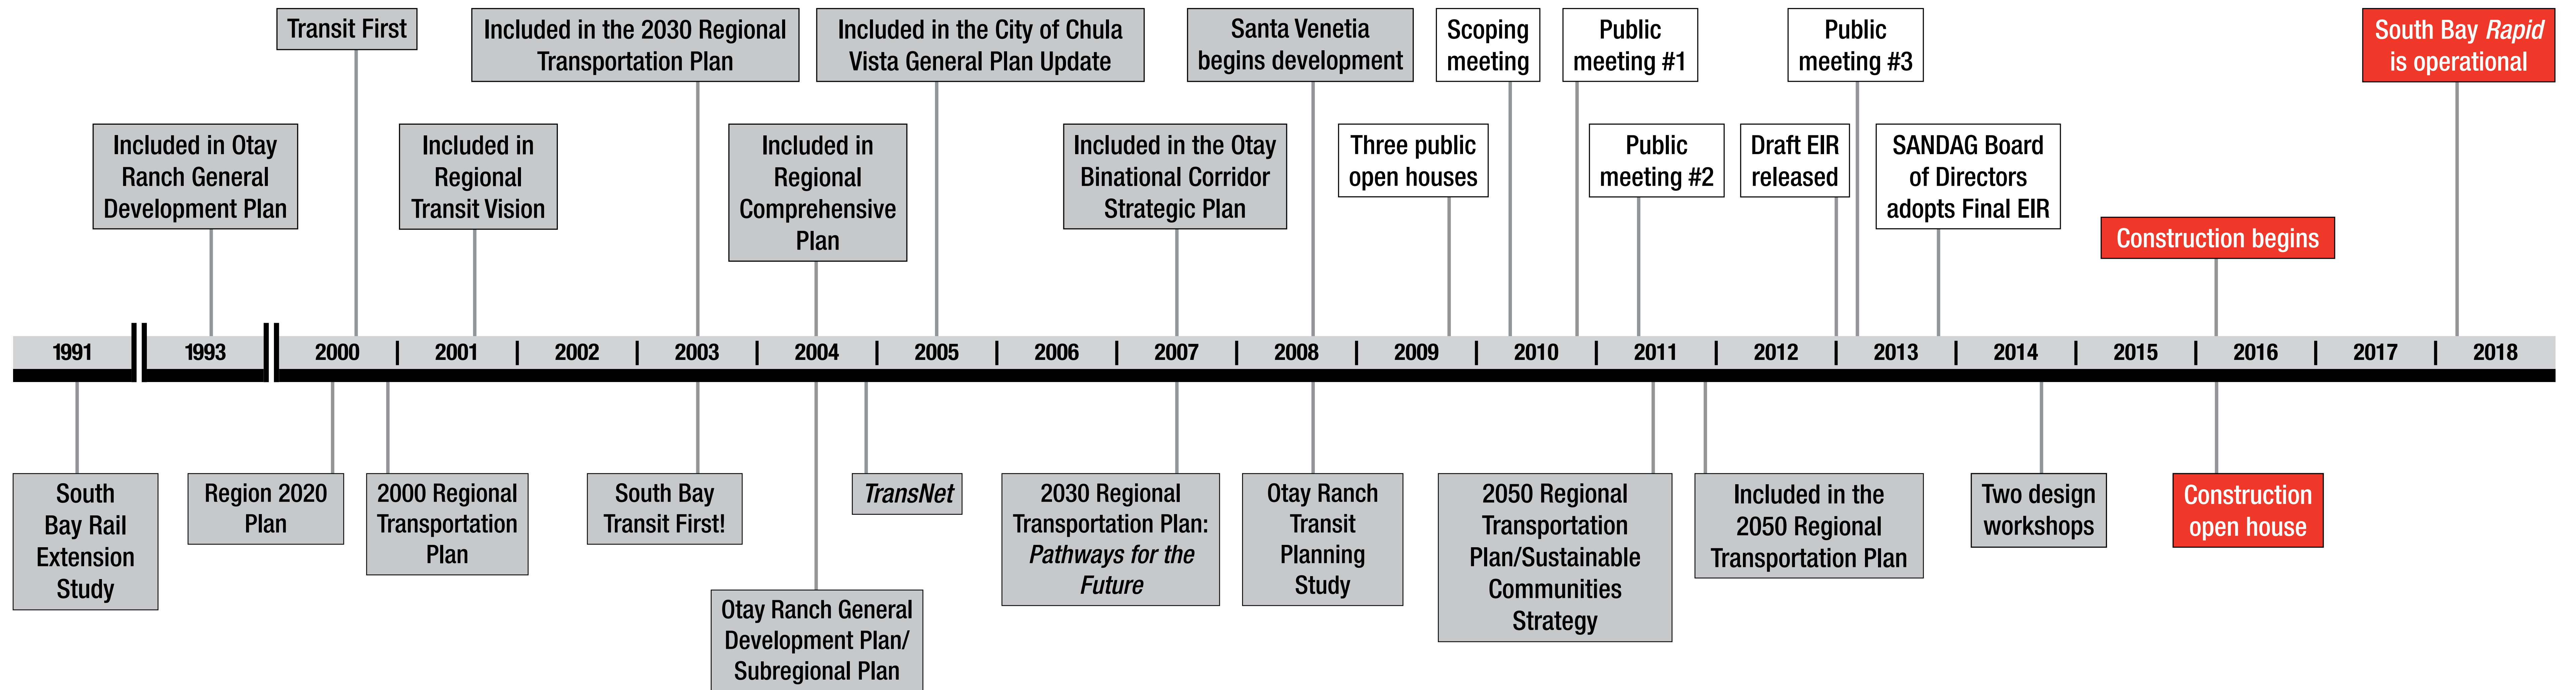 Transit First
Included in the 2030 Regional
Transportation Plan
Included in the City of Chula
Vista General Plan Update
Santa Venetia
begins development
Scoping
meeting
Public
meeting #1
Public
meeting #3
South Bay Rapid
is operational
Included in Otay
Ranch General
Development Plan
Included in
Regional
Transit Vision
Included in
Regional
Comprehensive
Plan
Included in the Otay
Binational Corridor
Strategic Plan
Three public
open houses
Public
meeting #2
Draft EIR
released
SANDAG Board
of Directors
adopts Final EIR
Construction begins
1991 1993 2000 2001 2002 2003 2004 2005 2006 2007 2008 2009 2010 2011 2012 2013 2014 2015 2016 2017 2018
South
Bay Rail
Extension
Study
Region 2020
Plan
2000 Regional
Transportation
Plan
South Bay
Transit First!
TransNet
2030 Regional
Transportation Plan:
Pathways for the
Future
Otay Ranch
Transit
Planning
Study
2050 Regional
Transportation
Plan/Sustainable
Communities
Strategy
Included in the
2050 Regional
Transportation Plan
Two design
workshops
Construction
open house
Otay Ranch General
Development Plan/
Subregional Plan